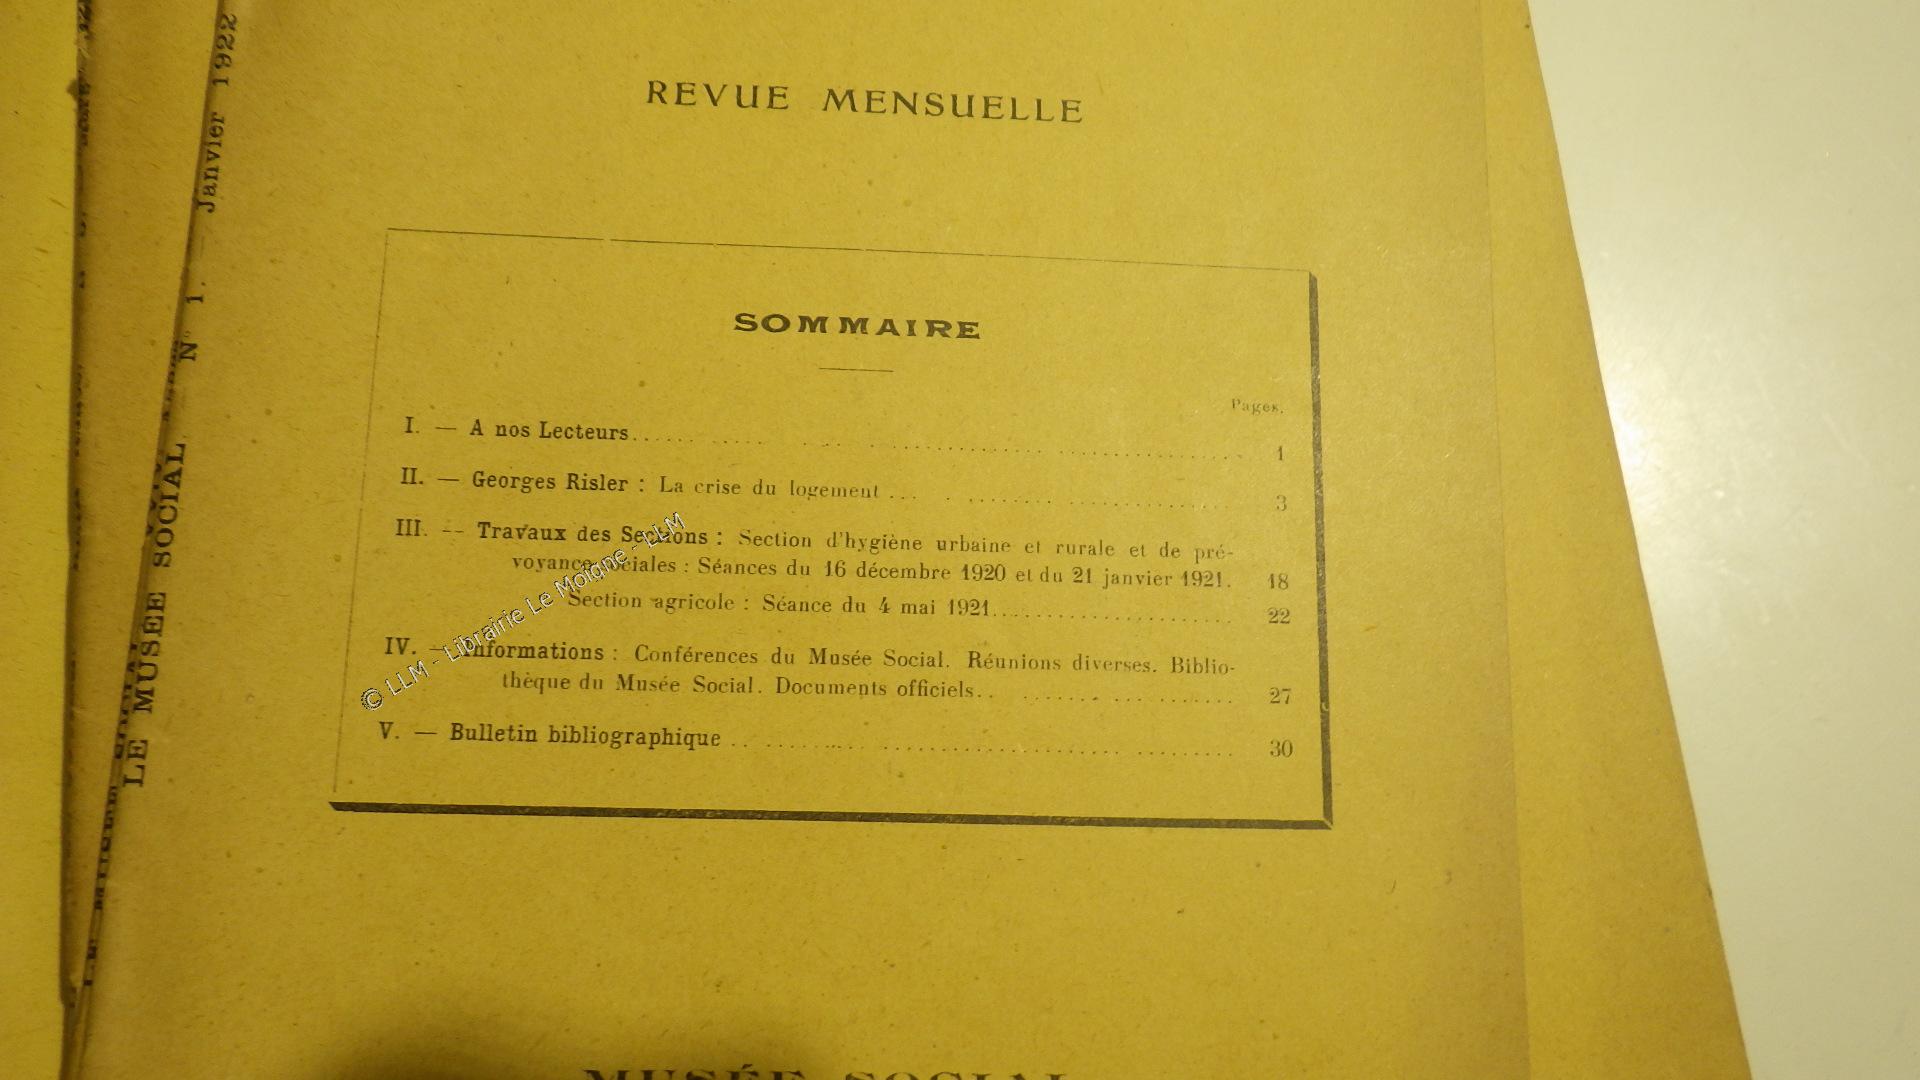 REVUE MENSUELLE
SOMMAIRE
Pages.
I. — A nos Lecteurs 1
II. — Georges Risler : La crise du logement 3
III. — Travaux des Sections : Section d'hygiène urbaine et rurale et de pré-
voyance sociales : Séances du 16 décembre 1920 et du 21 janvier 1921. 18
Section agricole : Séance du 4 mai 1921 22
IV. — Informations : Conférences du Musée Social. Réunions diverses. Biblio-
thèque du Musée Social. Documents officiels 27
V. — Bulletin bibliographique 30
MUSÉE SOCIAL
LE MUSÉE SOCIAL. N° 1. — Janvier 1922
© LLM - Librairie Le Moigne - LLM